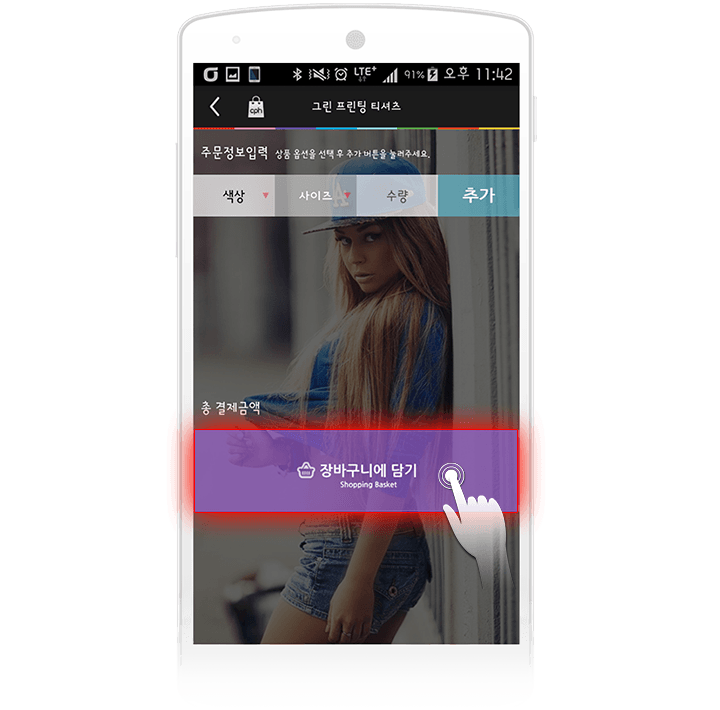 LTE+ 91% 오후 11:42
cph 그린 프린팅 티셔츠
주문정보입력 상품 옵션을 선택 후 추가 버튼을 눌러주세요.
색상 사이즈 수량 추가
총 결제금액
장바구니에 담기
Shopping Basket